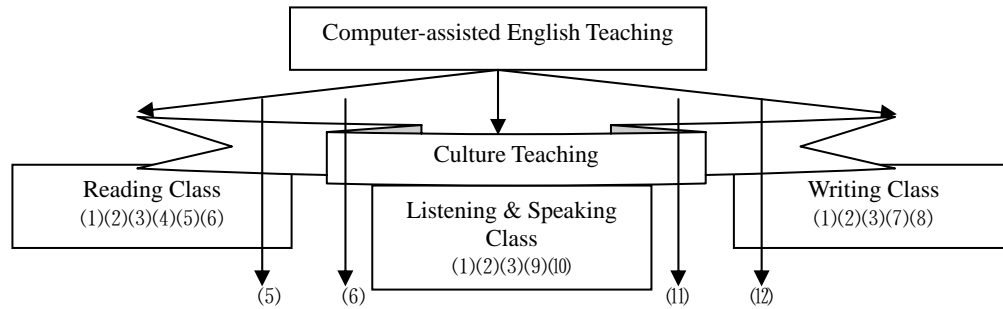 Computer-assisted English Teaching
Culture Teaching
Reading Class
⑴⑵⑶⑷⑸⑹
Listening & Speaking
Class
⑴⑵⑶⑼⑽
Writing Class
⑴⑵⑶⑺⑻
⑸
⑹
⑾
⑿